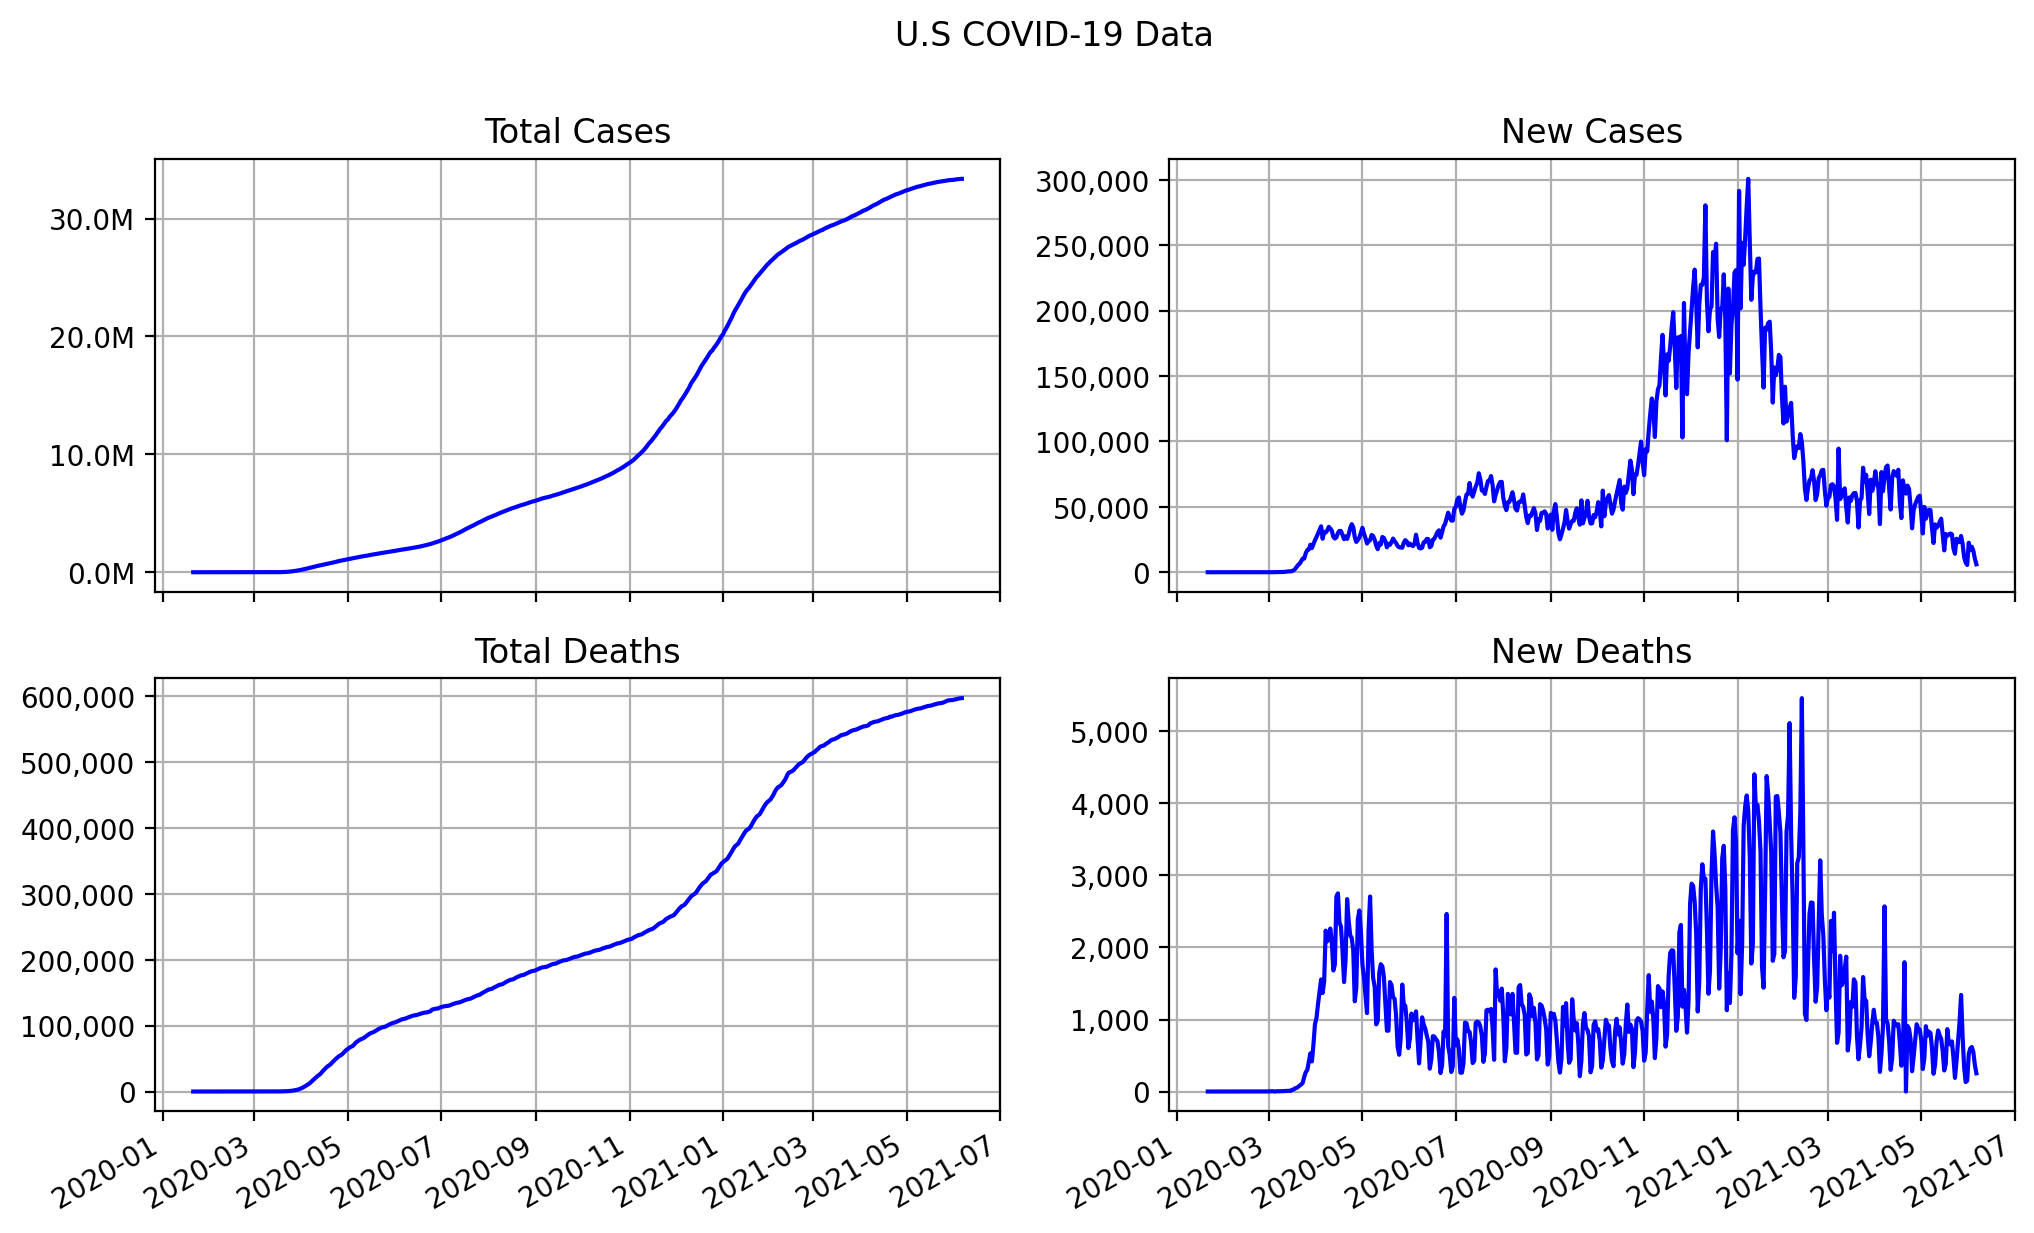 U.S COVID-19 Data
Total Cases
30.0M
20.0M
10.0M
0.0M
New Cases
300,000
250,000
200,000
150,000
100,000
50,000
0
Total Deaths
600,000
500,000
400,000
300,000
200,000
100,000
0
2020-01 2020-03 2020-05 2020-07 2020-09 2020-11 2021-01 2021-03 2021-05 2021-07
New Deaths
5,000
4,000
3,000
2,000
1,000
0
2020-01 2020-03 2020-05 2020-07 2020-09 2020-11 2021-01 2021-03 2021-05 2021-07